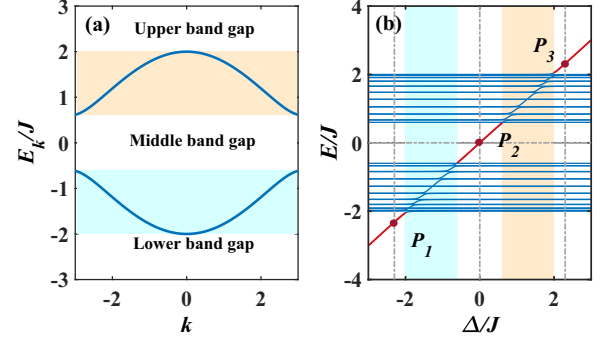 (a)
Upper band gap
Middle band gap
Lower band gap
3
2
1
0
-1
-2
-3
E_k/J
-2
0
2
k
(b)
P_3
P_2
P_1
4
2
0
-2
-4
E/J
-2
0
2
Δ/J